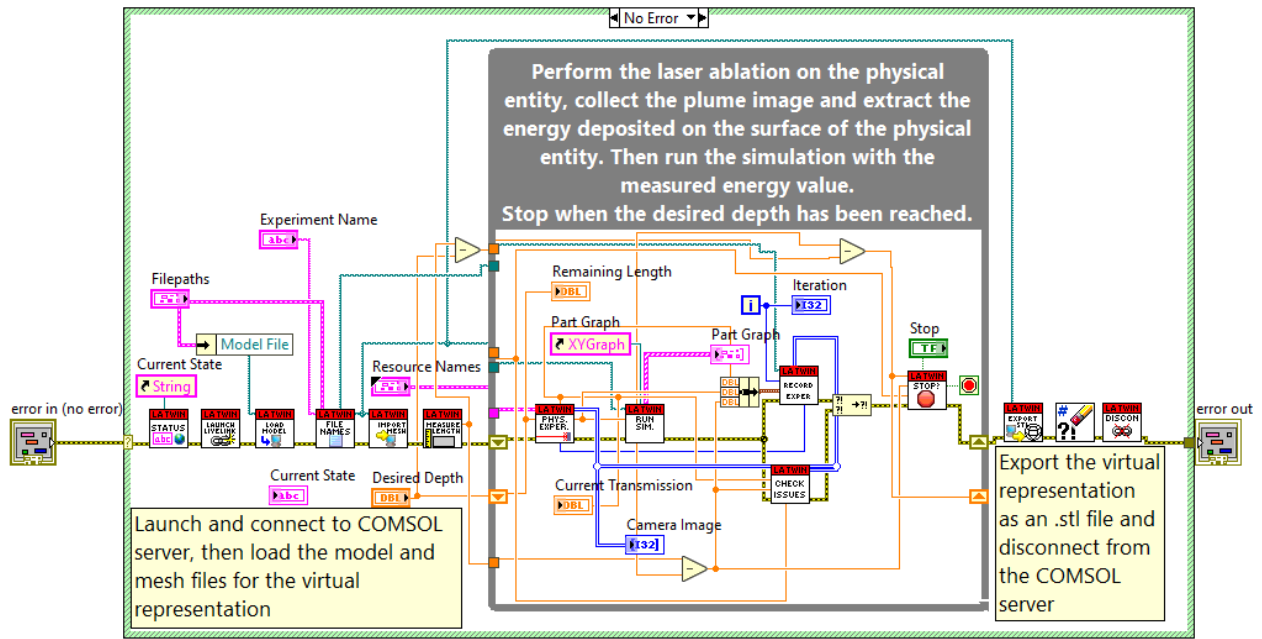 No Error
Perform the laser ablation on the physical
entity, collect the plume image and extract the
energy deposited on the surface of the physical
entity. Then run the simulation with the
measured energy value.
Stop when the desired depth has been reached.
Experiment Name
abc
Filepaths
Model File
Current State
String
Resource Names
error in (no error)
LATWIN
STATUS
abc
LATWIN
LAUNCH
LIVELINK
LATWIN
LOAD
MODEL
LATWIN
FILE
NAMES
LATWIN
IMPORT
MESH
LATWIN
MEASURE
LENGTH
Current State
abc
Desired Depth
DBL
Launch and connect to COMSOL
server, then load the model and
mesh files for the virtual
representation
Remaining Length
DBL
Part Graph
XYGraph
Part Graph
i
Iteration
I32
DBL
DBL
DBL
LATWIN
RECORD
EXPER
LATWIN
PHYS.
EXPER.
LATWIN
RUN
SIM.
LATWIN
CHECK
ISSUES
Current Transmission
DBL
Camera Image
I32
?!
?!
?!
Stop
TF
LATWIN
STOP?
LATWIN
EXPORT
#
?!
LATWIN
DISCON
error out
Export the virtual
representation
as an .stl file and
disconnect from
the COMSOL
server